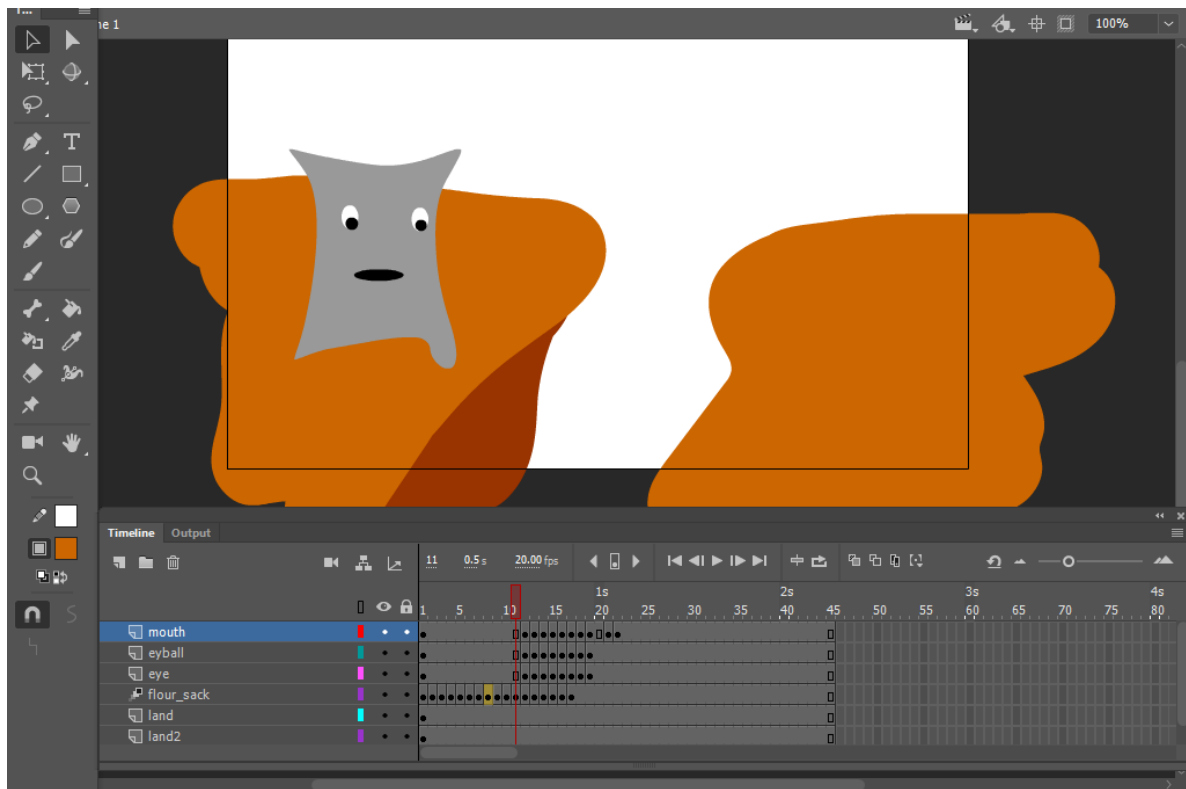 T...
ne 1
100%
T
Timeline Output
11 0.5 s 20.00 fps
1s 2s 3s 4s
1 5 10 15 20 25 30 35 40 45 50 55 60 65 70 75 80
mouth
eyball
eye
flour_sack
land
land2